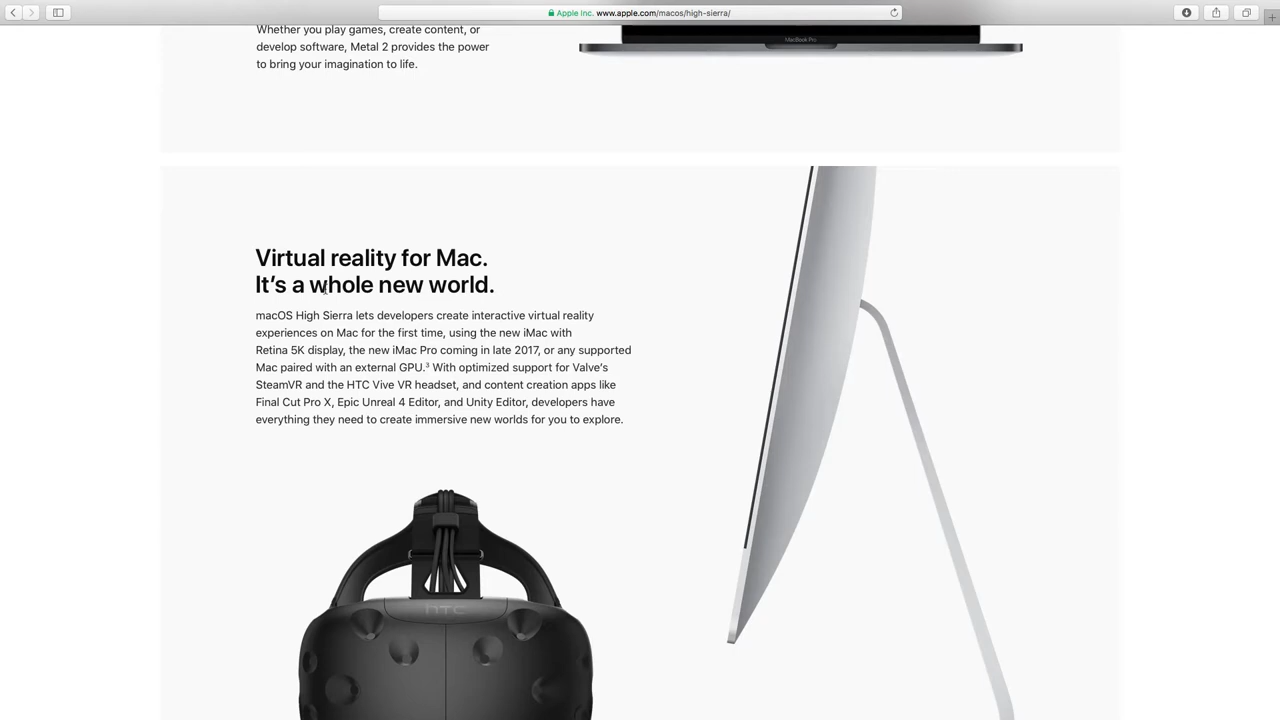 Apple Inc. www.apple.com/macos/high-sierra/
Whether you play games, create content, or
develop software, Metal 2 provides the power
to bring your imagination to life.
MacBook Pro
Virtual reality for Mac.
It’s a whole new world.
macOS High Sierra lets developers create interactive virtual reality
experiences on Mac for the first time, using the new iMac with
Retina 5K display, the new iMac Pro coming in late 2017, or any supported
Mac paired with an external GPU.³ With optimized support for Valve’s
SteamVR and the HTC Vive VR headset, and content creation apps like
Final Cut Pro X, Epic Unreal 4 Editor, and Unity Editor, developers have
everything they need to create immersive new worlds for you to explore.
hTC